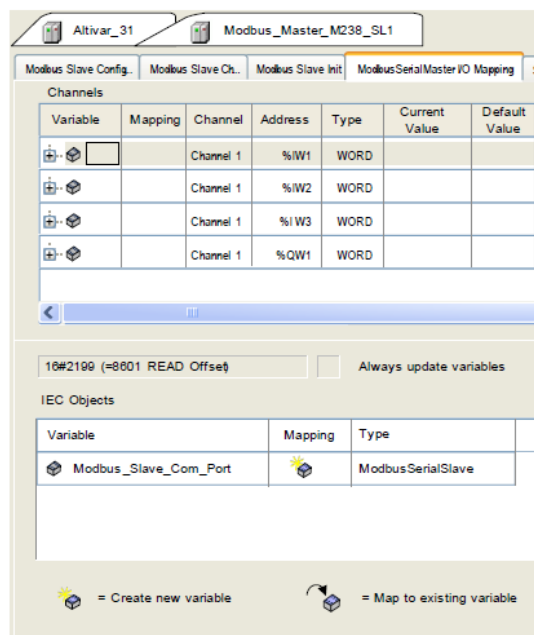 Altivar_31 Modbus_Master_M238_SL1
Modbus Slave Config.. Modbus Slave Ch.. Modbus Slave Init ModbusSerialMaster I/O Mapping
Channels
Variable Mapping Channel Address Type Current Value Default Value
Channel 1 %IW1 WORD
Channel 1 %IW2 WORD
Channel 1 %IW3 WORD
Channel 1 %QW1 WORD
16#2199 (=8601 READ Offset) Always update variables
IEC Objects
Variable Mapping Type
Modbus_Slave_Com_Port ModbusSerialSlave
= Create new variable = Map to existing variable